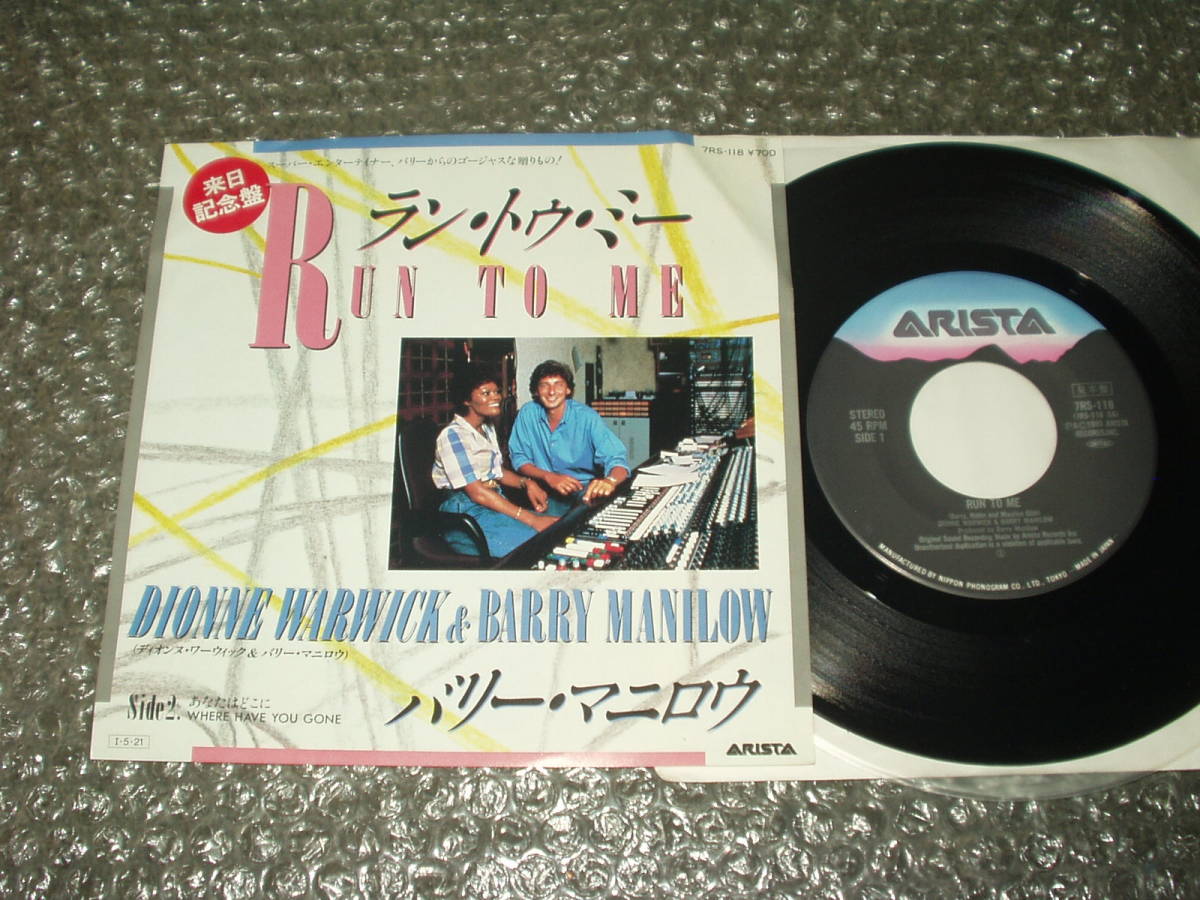 スーパー・エンターテイナー、バリーからのゴージャスな贈りもの!
7RS-118 ¥700
来日
記念盤
ラン・トゥ・ミー
RUN TO ME
DIONNE WARWICK & BARRY MANILOW
(ディオンヌ・ワーウィック & バリー・マニロウ)
バリー・マニロウ
Side 2. あなたはどこに
WHERE HAVE YOU GONE
I·5·21
ARISTA
ARISTA
STEREO
45 RPM
SIDE 1
7RS-118
RUN TO ME
DIONNE WARWICK & BARRY MANILOW
MANUFACTURED BY NIPPON PHONOGRAM CO., LTD., TOKYO · MADE IN JAPAN